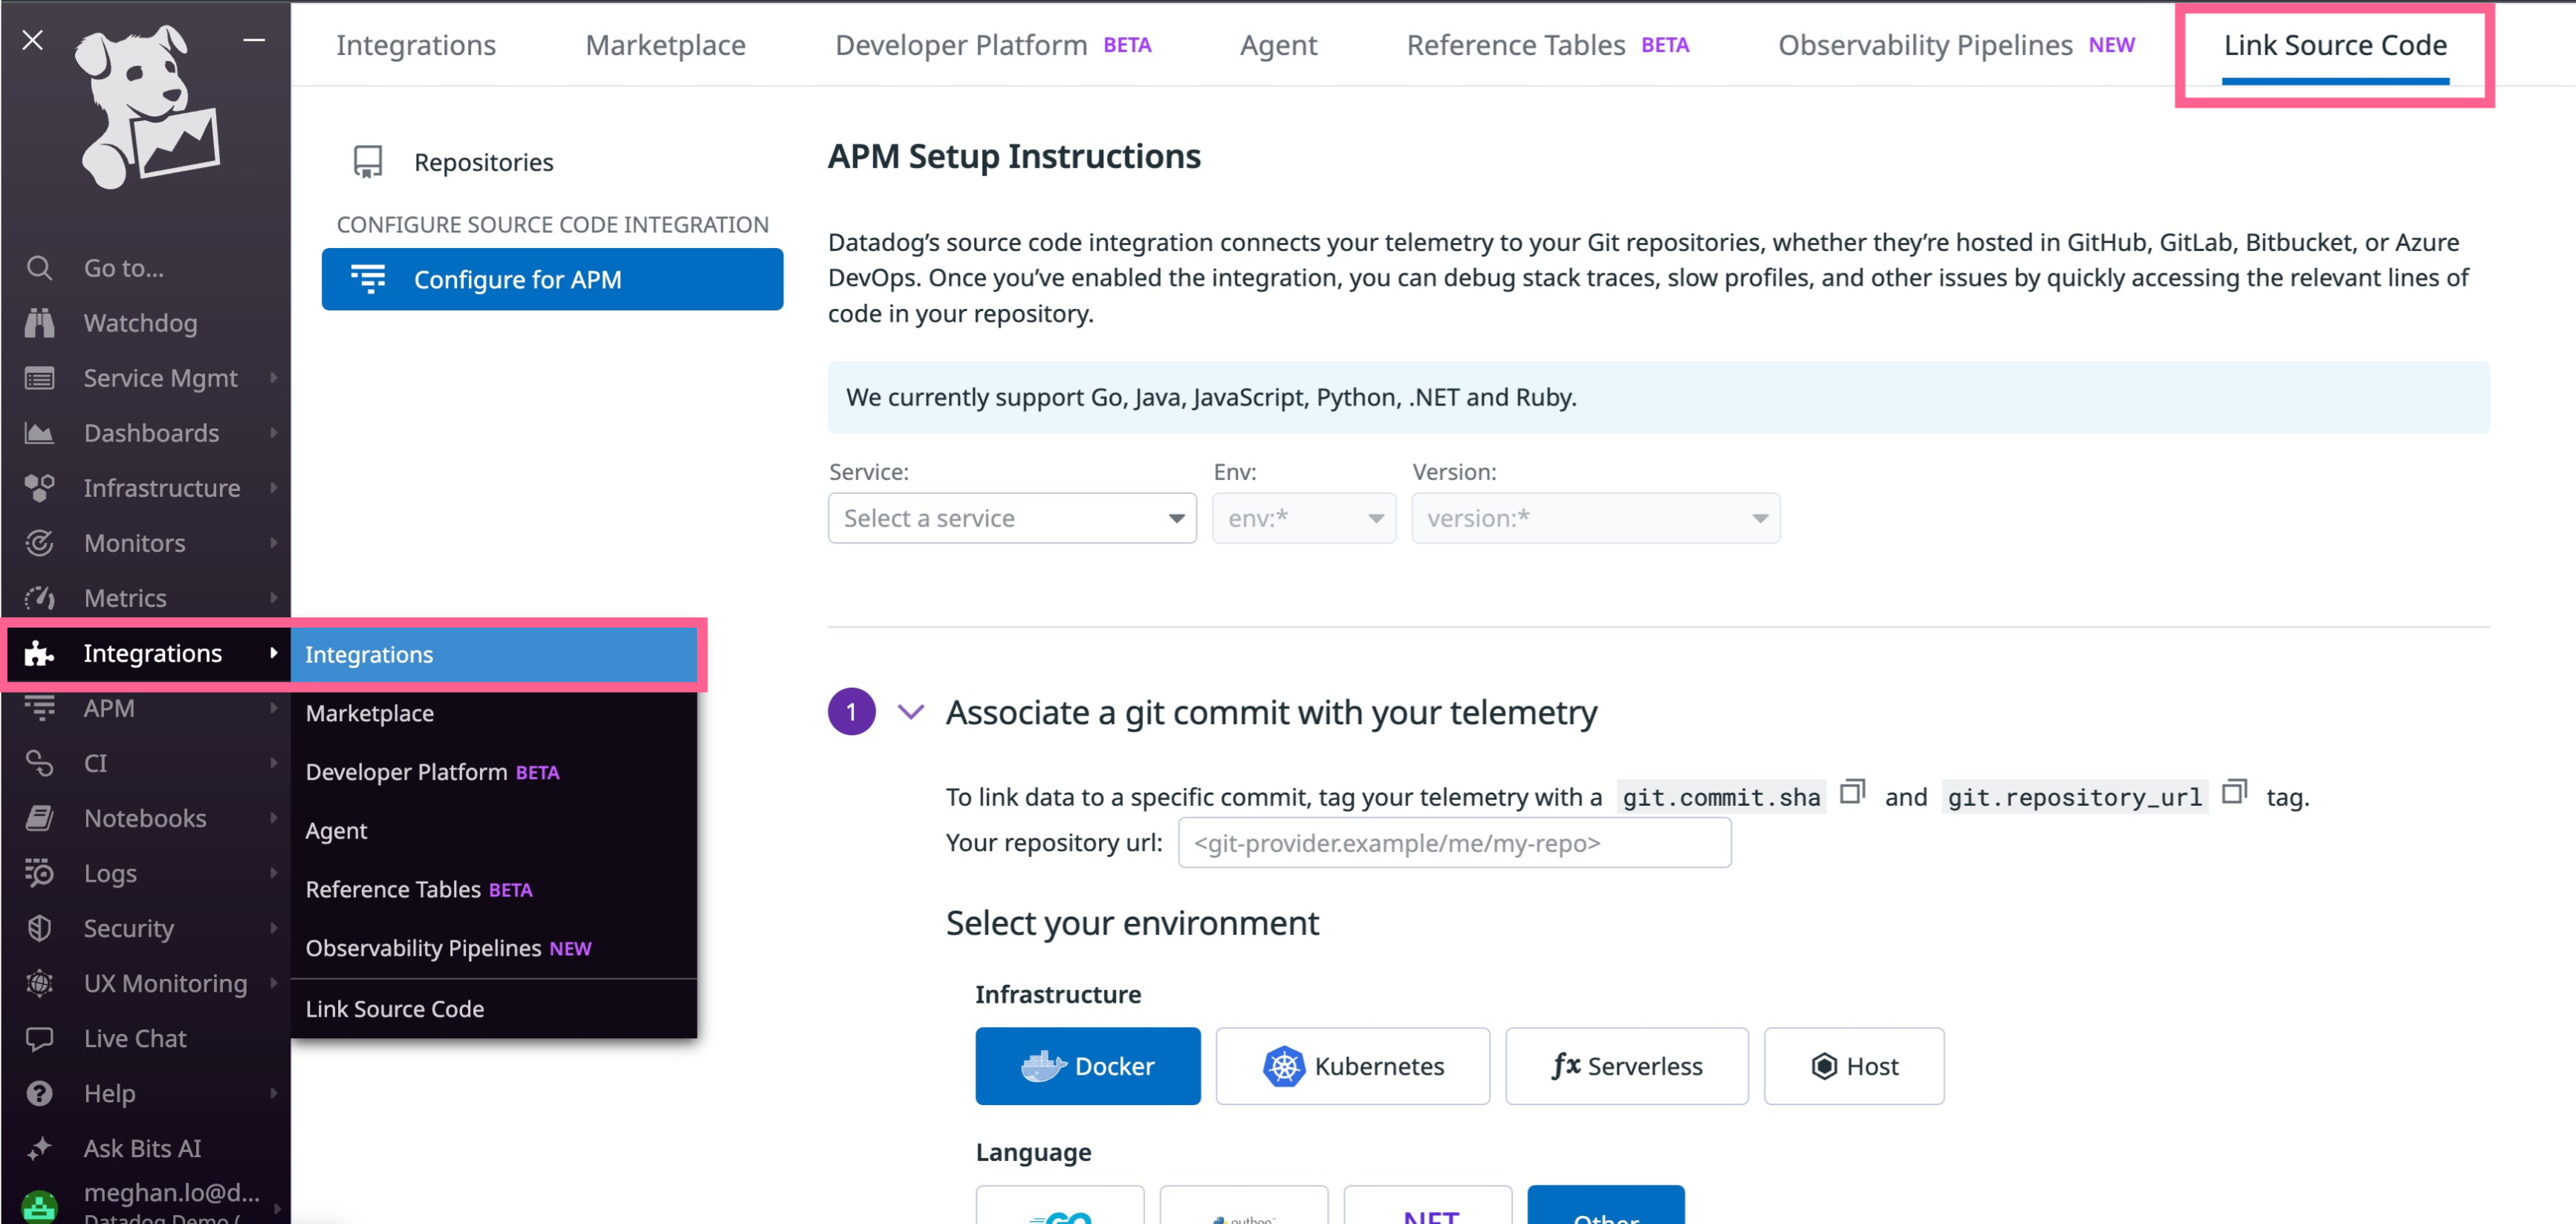 Integrations
Marketplace
Developer Platform BETA
Agent
Reference Tables BETA
Observability Pipelines NEW
Link Source Code
Go to...
Watchdog
Service Mgmt
Dashboards
Infrastructure
Monitors
Metrics
Integrations
APM
CI
Notebooks
Logs
Security
UX Monitoring
Live Chat
Help
Ask Bits AI
meghan.lo@d...
Datadog Demo (
Integrations
Marketplace
Developer Platform BETA
Agent
Reference Tables BETA
Observability Pipelines NEW
Link Source Code
Repositories
CONFIGURE SOURCE CODE INTEGRATION
Configure for APM
APM Setup Instructions
Datadog’s source code integration connects your telemetry to your Git repositories, whether they’re hosted in GitHub, GitLab, Bitbucket, or Azure
DevOps. Once you’ve enabled the integration, you can debug stack traces, slow profiles, and other issues by quickly accessing the relevant lines of
code in your repository.
We currently support Go, Java, JavaScript, Python, .NET and Ruby.
Service: Env: Version:
Select a service env:* version:*
1 Associate a git commit with your telemetry
To link data to a specific commit, tag your telemetry with a git.commit.sha and git.repository_url tag.
Your repository url: <git-provider.example/me/my-repo>
Select your environment
Infrastructure
Docker Kubernetes fx Serverless Host
Language
GO python .NET Other